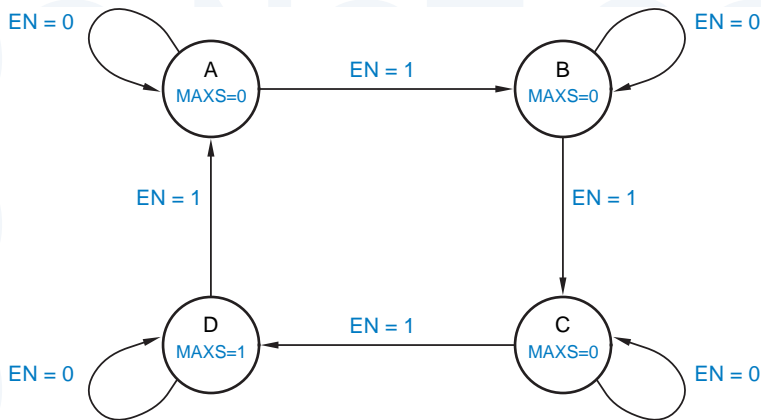 EN = 0
A
MAXS=0
EN = 1
B
MAXS=0
EN = 0
EN = 1
EN = 1
D
MAXS=1
EN = 1
C
MAXS=0
EN = 0
EN = 0